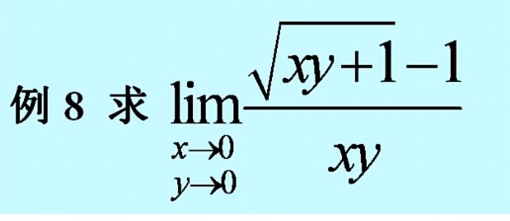 例 8 求 lim √(xy+1)−1 / xy
x→0
y→0